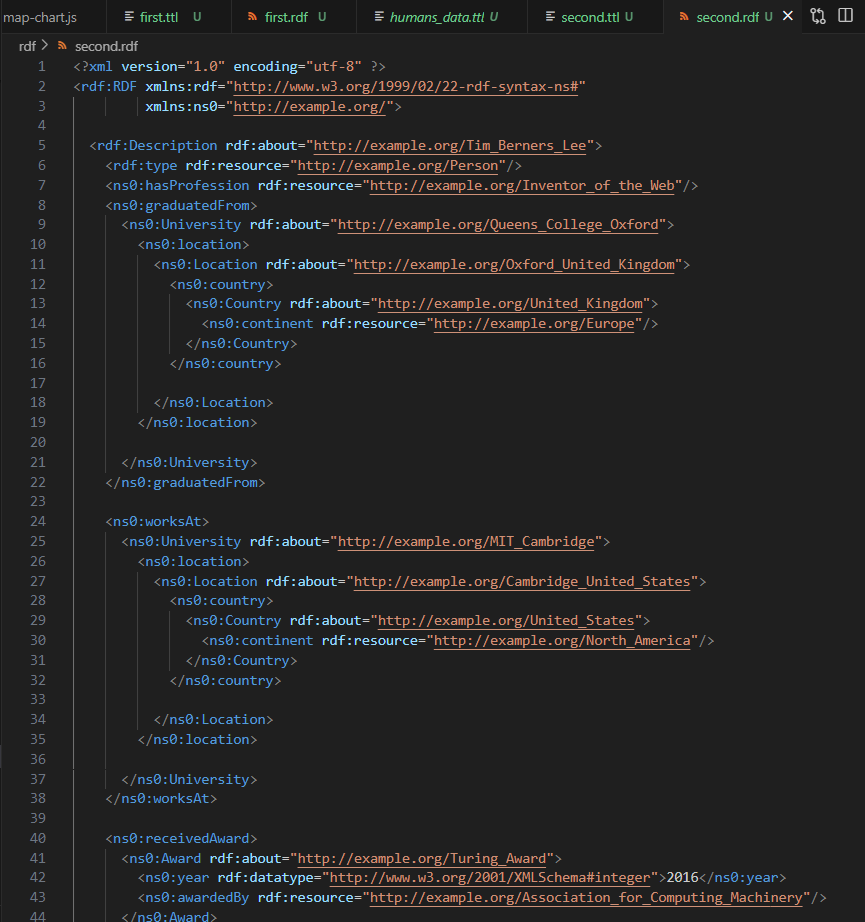 map-chart.js first.ttl U first.rdf U humans_data.ttl U second.ttl U second.rdf U
rdf > second.rdf
1 <?xml version="1.0" encoding="utf-8" ?>
2 <rdf:RDF xmlns:rdf="http://www.w3.org/1999/02/22-rdf-syntax-ns#"
3 xmlns:ns0="http://example.org/">
4
5 <rdf:Description rdf:about="http://example.org/Tim_Berners_Lee">
6 <rdf:type rdf:resource="http://example.org/Person"/>
7 <ns0:hasProfession rdf:resource="http://example.org/Inventor_of_the_Web"/>
8 <ns0:graduatedFrom>
9 <ns0:University rdf:about="http://example.org/Queens_College_Oxford">
10 <ns0:location>
11 <ns0:Location rdf:about="http://example.org/Oxford_United_Kingdom">
12 <ns0:country>
13 <ns0:Country rdf:about="http://example.org/United_Kingdom">
14 <ns0:continent rdf:resource="http://example.org/Europe"/>
15 </ns0:Country>
16 </ns0:country>
17
18 </ns0:Location>
19 </ns0:location>
20
21 </ns0:University>
22 </ns0:graduatedFrom>
23
24 <ns0:worksAt>
25 <ns0:University rdf:about="http://example.org/MIT_Cambridge">
26 <ns0:location>
27 <ns0:Location rdf:about="http://example.org/Cambridge_United_States">
28 <ns0:country>
29 <ns0:Country rdf:about="http://example.org/United_States">
30 <ns0:continent rdf:resource="http://example.org/North_America"/>
31 </ns0:Country>
32 </ns0:country>
33
34 </ns0:Location>
35 </ns0:location>
36
37 </ns0:University>
38 </ns0:worksAt>
39
40 <ns0:receivedAward>
41 <ns0:Award rdf:about="http://example.org/Turing_Award">
42 <ns0:year rdf:datatype="http://www.w3.org/2001/XMLSchema#integer">2016</ns0:year>
43 <ns0:awardedBy rdf:resource="http://example.org/Association_for_Computing_Machinery"/>
44 </ns0:Award>